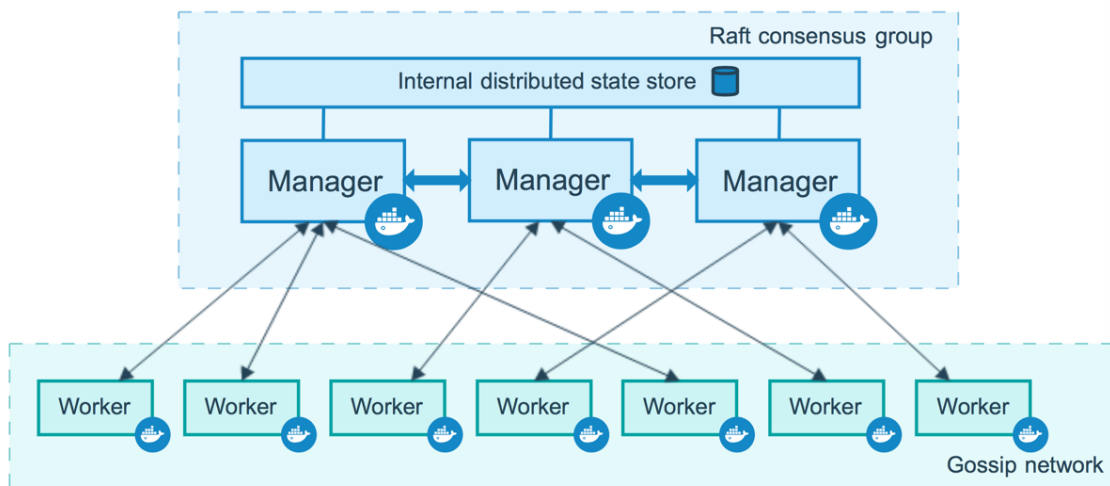 Raft consensus group
Internal distributed state store
Manager
Manager
Manager
Worker
Worker
Worker
Worker
Worker
Worker
Worker
Gossip network